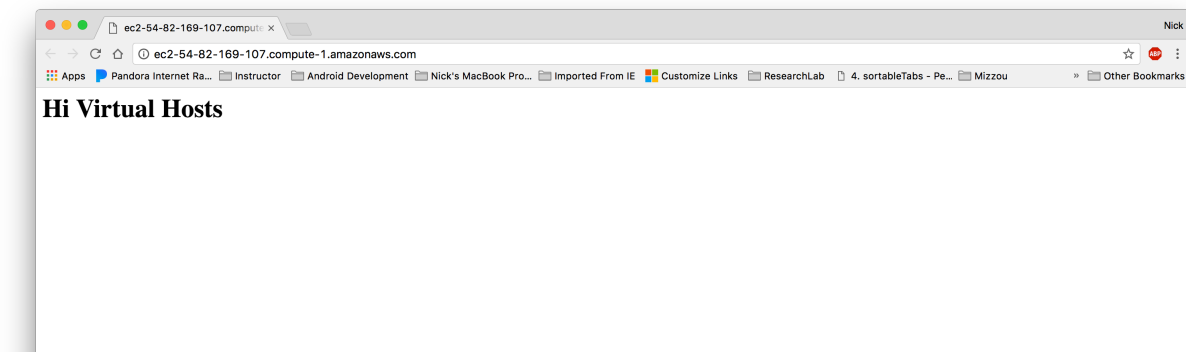 ec2-54-82-169-107.compute ×
Nick
ec2-54-82-169-107.compute-1.amazonaws.com
ABP
Apps Pandora Internet Ra... Instructor Android Development Nick's MacBook Pro... Imported From IE Customize Links ResearchLab 4. sortableTabs - Pe... Mizzou » Other Bookmarks
Hi Virtual Hosts